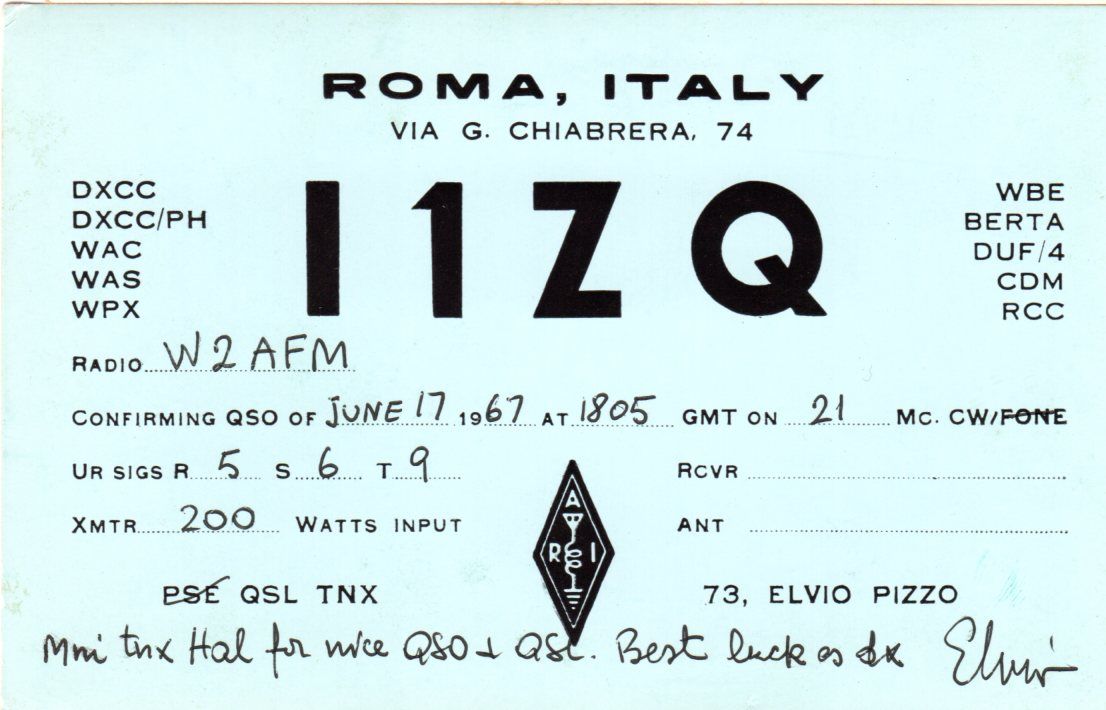 ROMA, ITALY
VIA G. CHIABRERA, 74
DXCC
DXCC/PH
WAC
WAS
WPX
I1ZQ
WBE
BERTA
DUF/4
CDM
RCC
RADIO W2AFM
CONFIRMING QSO OF JUNE 17 1967 AT 1805 GMT ON 21 MC. CW/FONE
UR SIGS R 5 S 6 T 9 RCVR
XMTR 200 WATTS INPUT ANT
A
R I
PSE QSL TNX 73, ELVIO PIZZO
Mni tnx Hal for nice QSO + QSL. Best luck es dx Elvio